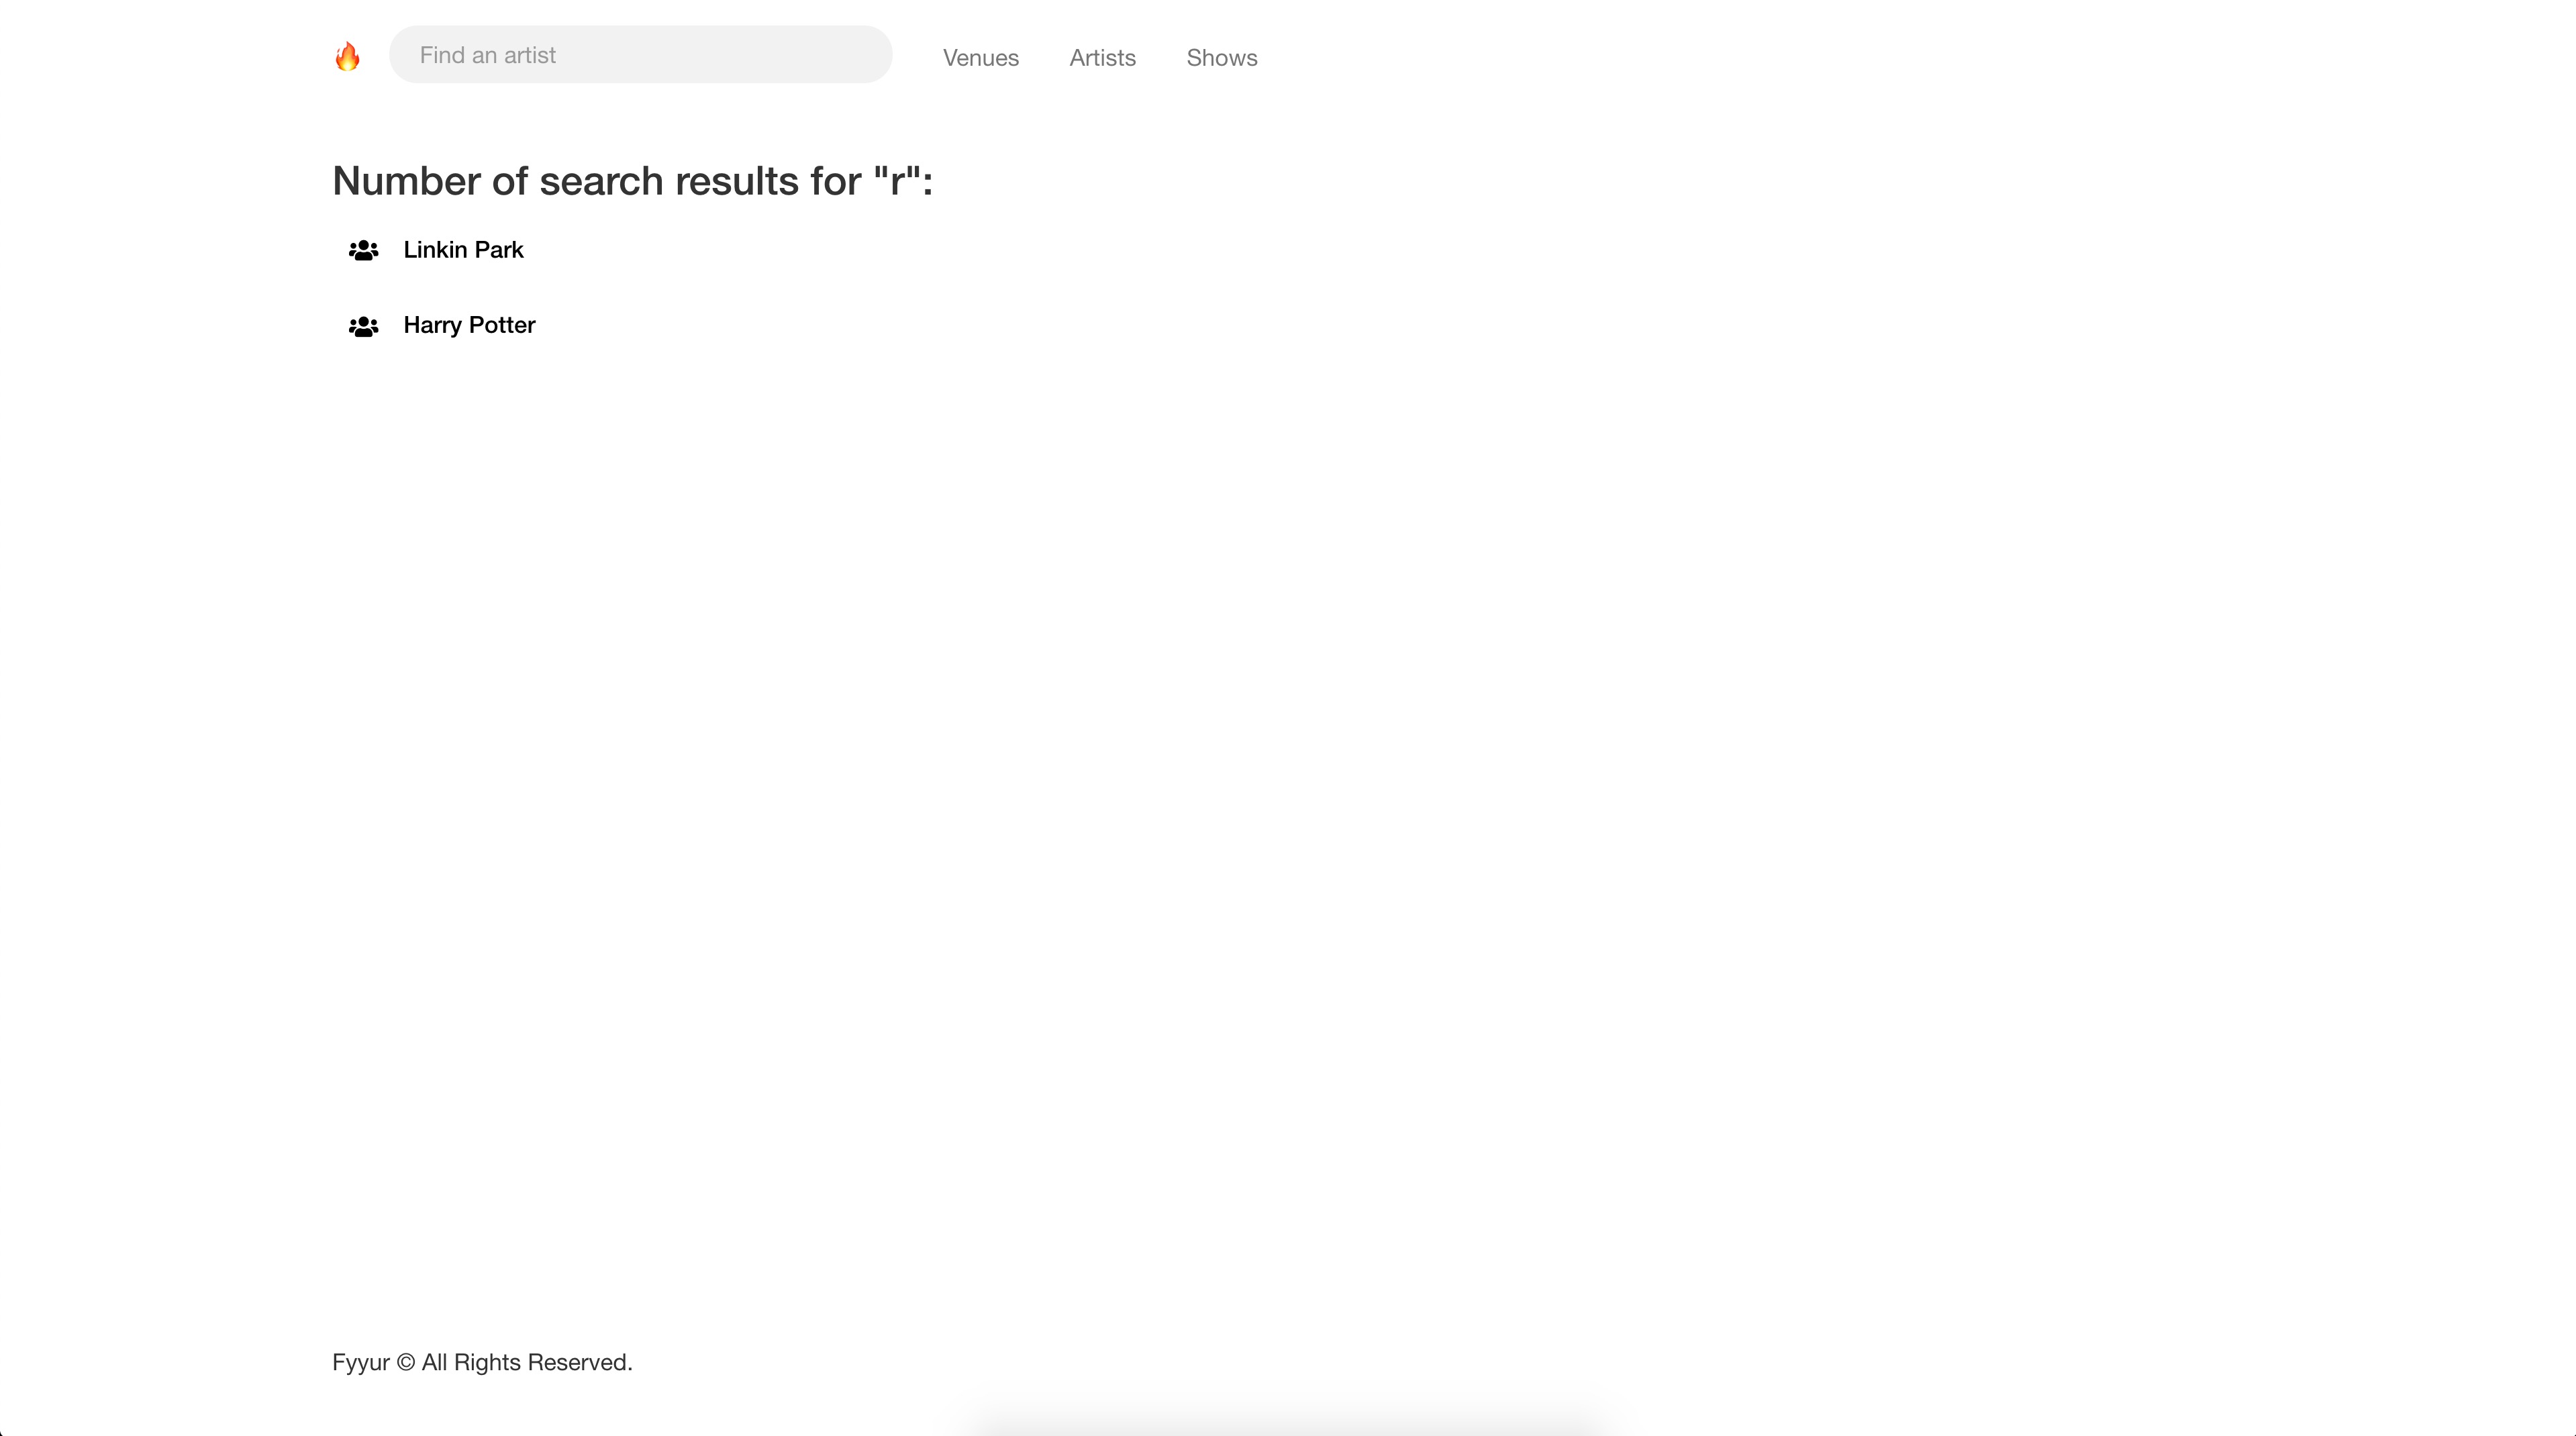 Find an artist
Venues
Artists
Shows
Number of search results for "r":
Linkin Park
Harry Potter
Fyyur © All Rights Reserved.